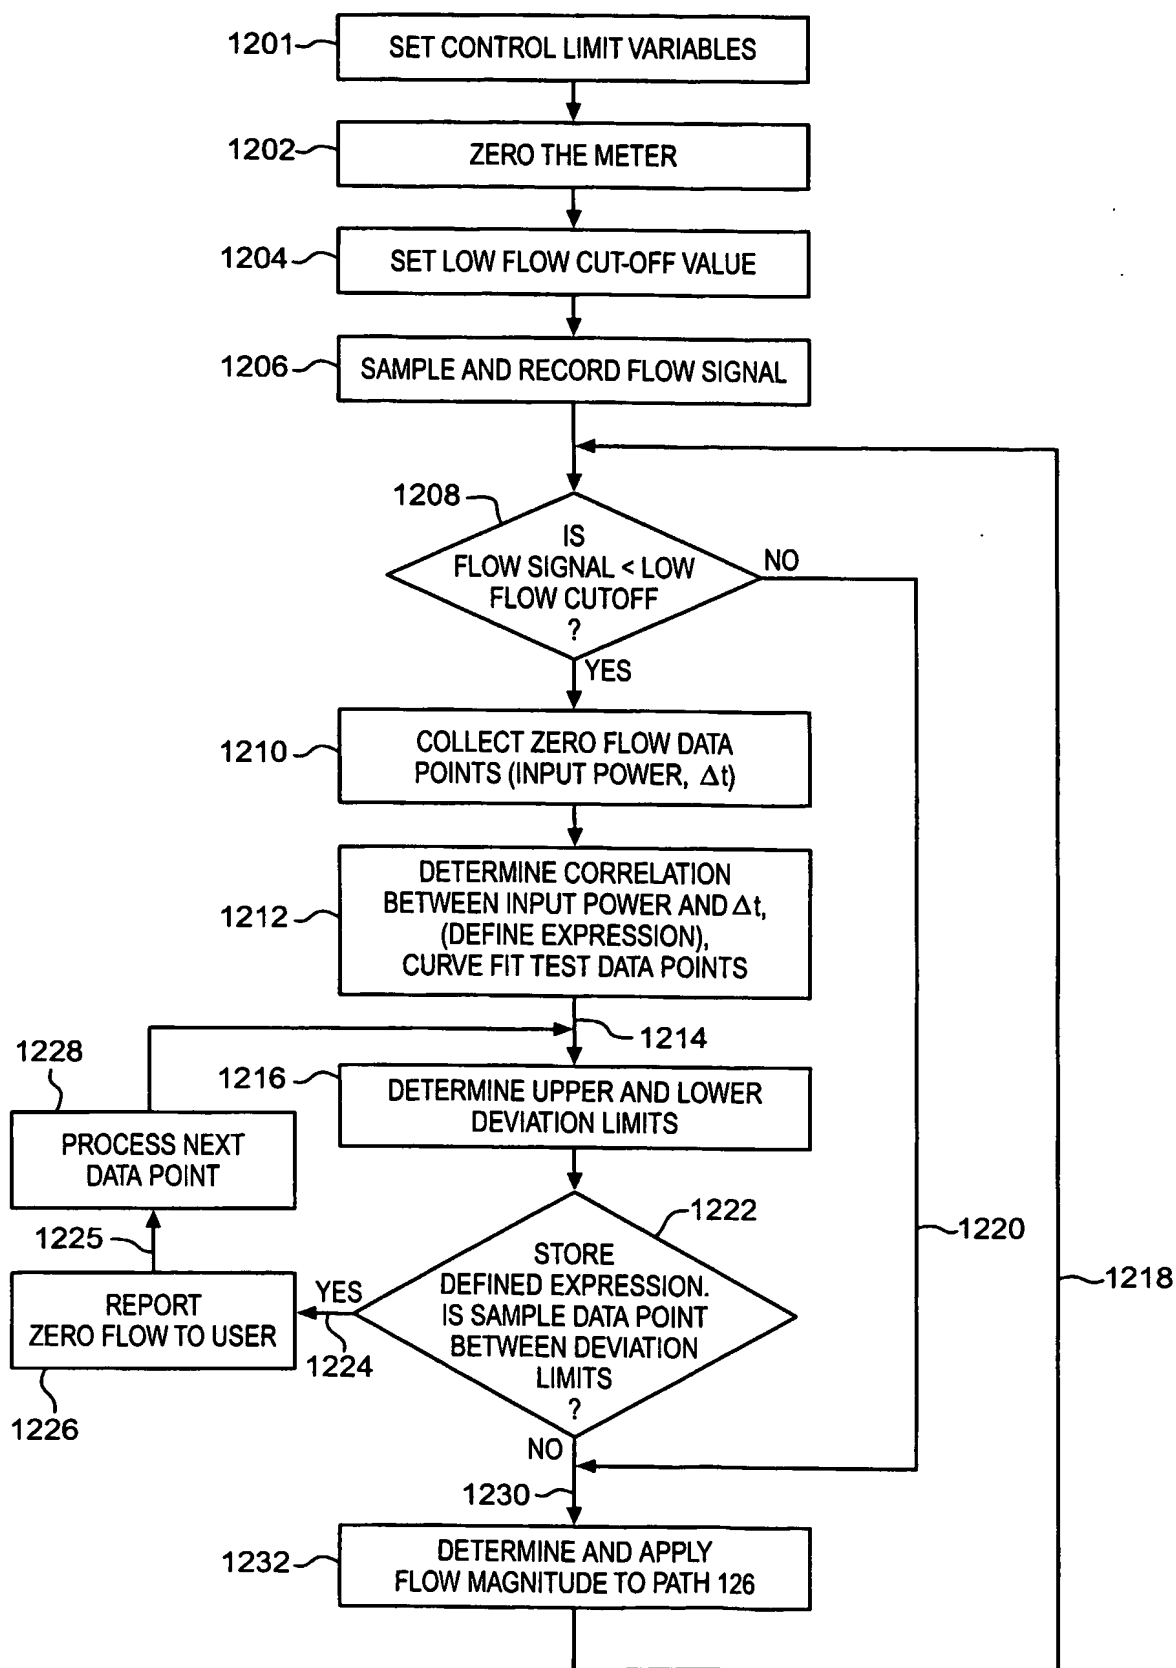 1201
SET CONTROL LIMIT VARIABLES
1202
ZERO THE METER
1204
SET LOW FLOW CUT-OFF VALUE
1206
SAMPLE AND RECORD FLOW SIGNAL
1208
IS
FLOW SIGNAL < LOW
FLOW CUTOFF
?
NO
YES
1210
COLLECT ZERO FLOW DATA
POINTS (INPUT POWER, Δt)
1212
DETERMINE CORRELATION
BETWEEN INPUT POWER AND Δt,
(DEFINE EXPRESSION),
CURVE FIT TEST DATA POINTS
1214
1228
PROCESS NEXT
DATA POINT
1216
DETERMINE UPPER AND LOWER
DEVIATION LIMITS
1222
1220
1218
1225
REPORT
ZERO FLOW TO USER
1226
YES
1224
STORE
DEFINED EXPRESSION.
IS SAMPLE DATA POINT
BETWEEN DEVIATION
LIMITS
?
NO
1230
1232
DETERMINE AND APPLY
FLOW MAGNITUDE TO PATH 126